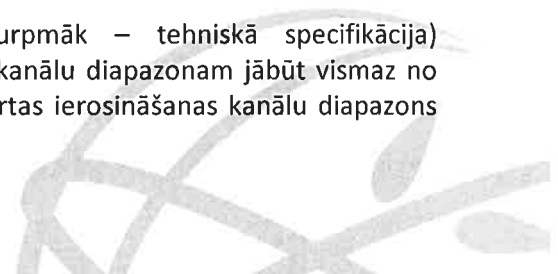 urpmāk – tehniskā specifikācija)
kanālu diapazonam jābūt vismaz no
rtas ierosināšanas kanālu diapazons